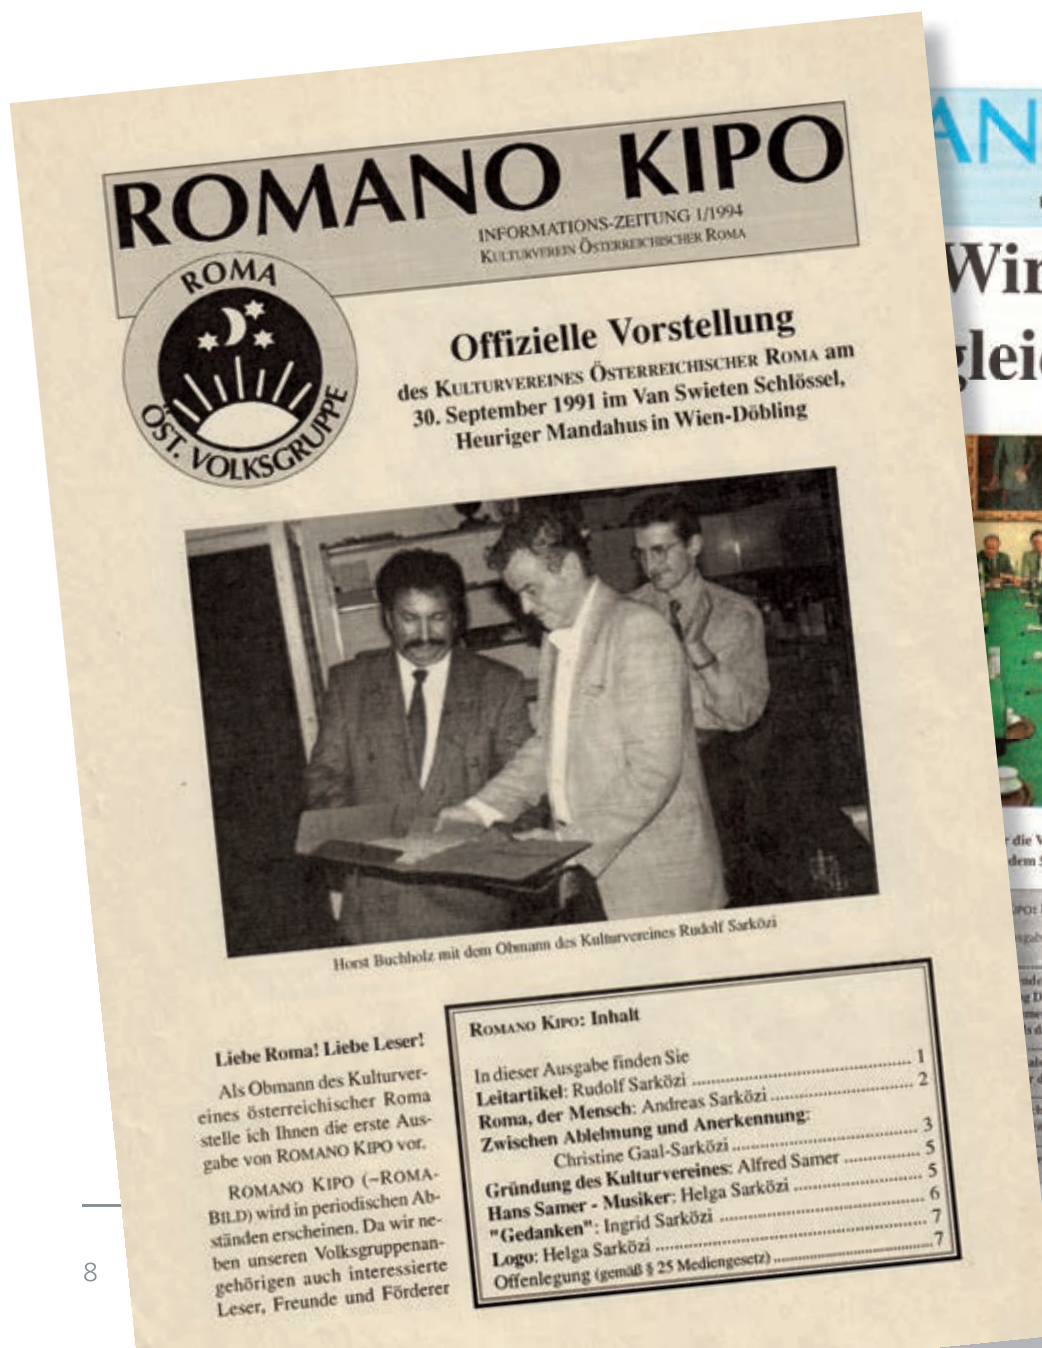 ROMANO KIPO
INFORMATIONS-ZEITUNG 1/1994
KULTURVEREIN ÖSTERREICHISCHER ROMA
ROMA
ÖST. VOLKSGRUPPE
Offizielle Vorstellung
des KULTURVEREINES ÖSTERREICHISCHER ROMA am
30. September 1991 im Van Swieten Schlössel,
Heuriger Mandahus in Wien-Döbling
Horst Buchholz mit dem Obmann des Kulturvereines Rudolf Sarközi
Liebe Roma! Liebe Leser!
Als Obmann des Kulturver-
eines österreichischer Roma
stelle ich Ihnen die erste Aus-
gabe von ROMANO KIPO vor.
ROMANO KIPO (~ROMA-
BILD) wird in periodischen Ab-
ständen erscheinen. Da wir ne-
ben unseren Volksgruppenan-
gehörigen auch interessierte
Leser, Freunde und Förderer
ROMANO KIPO: Inhalt
In dieser Ausgabe finden Sie
Leitartikel: Rudolf Sarközi ........ 1
Roma, der Mensch: Andreas Sarközi ........ 2
Zwischen Ablehnung und Anerkennung:
Christine Gaal-Sarközi ........ 3
Gründung des Kulturvereines: Alfred Samer ........ 5
Hans Samer - Musiker: Helga Sarközi ........ 5
"Gedanken": Ingrid Sarközi ........ 6
Logo: Helga Sarközi ........ 7
Offenlegung (gemäß § 25 Mediengesetz) ........ 7
8
AN
Wir
glei
die
dem